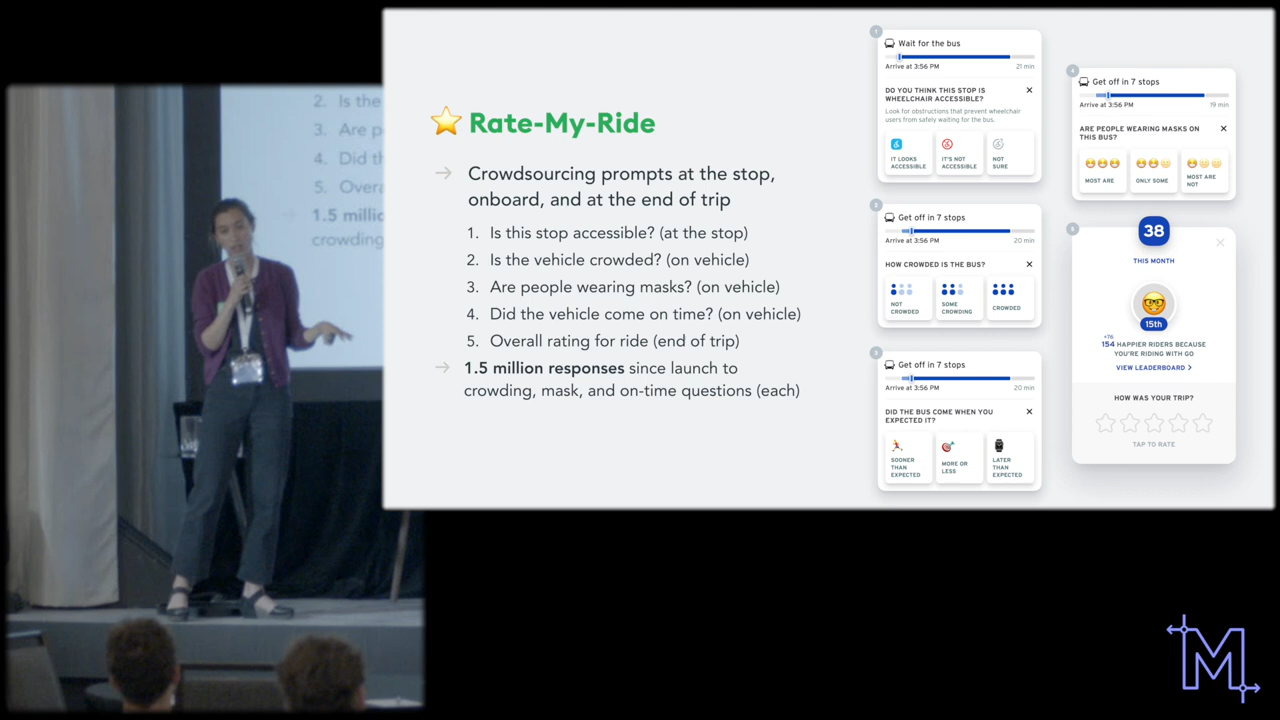 2. Is the
3. Are p
4. Did th
5. Overa
1.5 millic
crowding,
Rate-My-Ride
→ Crowdsourcing prompts at the stop,
onboard, and at the end of trip
1. Is this stop accessible? (at the stop)
2. Is the vehicle crowded? (on vehicle)
3. Are people wearing masks? (on vehicle)
4. Did the vehicle come on time? (on vehicle)
5. Overall rating for ride (end of trip)
→ 1.5 million responses since launch to
crowding, mask, and on-time questions (each)
1
Wait for the bus
Arrive at 3:56 PM 21 min
DO YOU THINK THIS STOP IS
WHEELCHAIR ACCESSIBLE?
Look for obstructions that prevent wheelchair
users from safely waiting for the bus.
IT LOOKS
ACCESSIBLE
IT'S NOT
ACCESSIBLE
NOT
SURE
2
Get off in 7 stops
Arrive at 3:56 PM 20 min
HOW CROWDED IS THE BUS?
NOT
CROWDED
SOME
CROWDING
CROWDED
3
Get off in 7 stops
Arrive at 3:56 PM 20 min
DID THE BUS COME WHEN YOU
EXPECTED IT?
SOONER
THAN
EXPECTED
MORE OR
LESS
LATER
THAN
EXPECTED
4
Get off in 7 stops
Arrive at 3:56 PM 19 min
ARE PEOPLE WEARING MASKS ON
THIS BUS?
MOST ARE
ONLY SOME
MOST ARE
NOT
5
38
THIS MONTH
15th
+76
154 HAPPIER RIDERS BECAUSE
YOU'RE RIDING WITH GO
VIEW LEADERBOARD >
HOW WAS YOUR TRIP?
TAP TO RATE
M